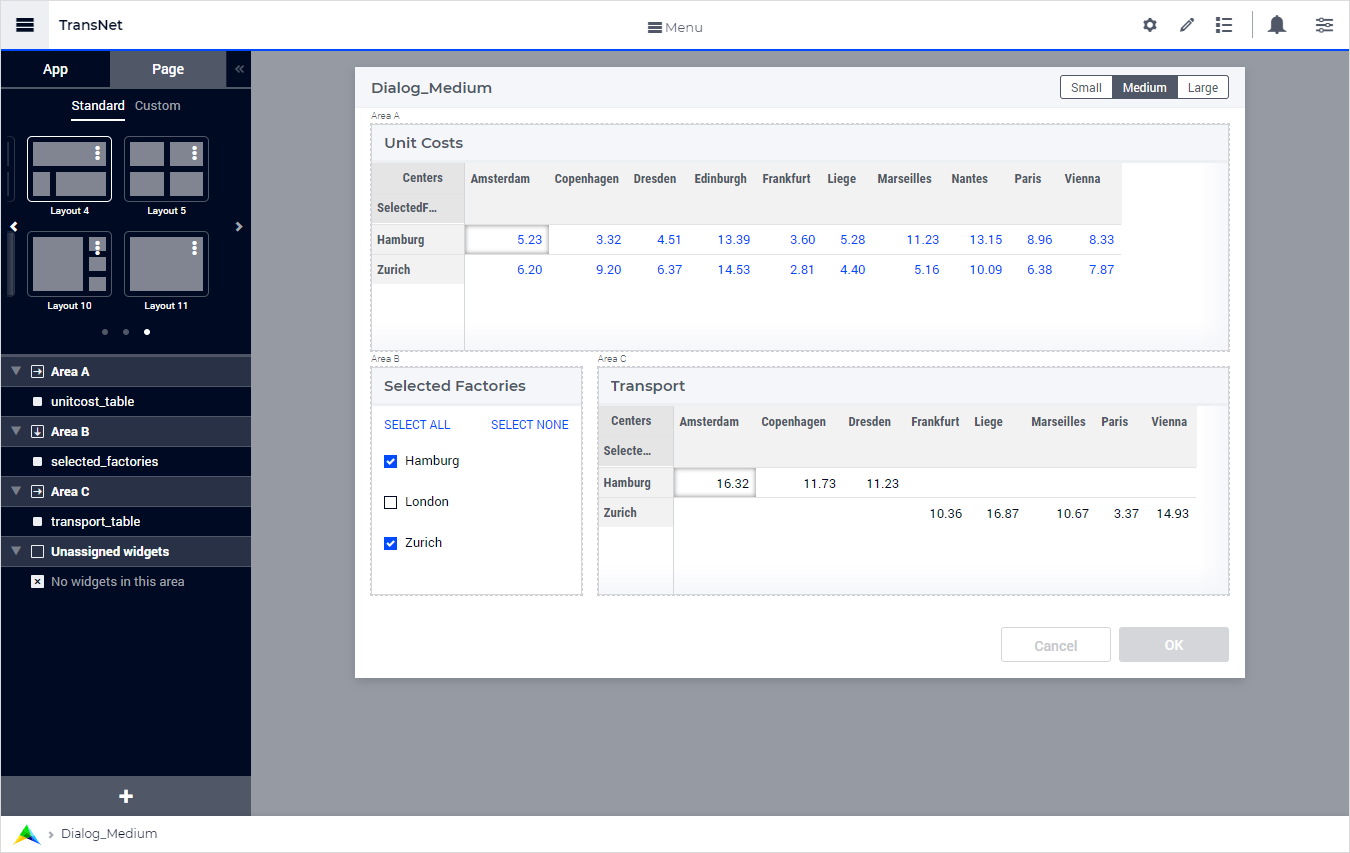 TransNet
Menu
App Page «
Standard Custom
Layout 4 Layout 5
Layout 10 Layout 11
Area A
unitcost_table
Area B
selected_factories
Area C
transport_table
Unassigned widgets
No widgets in this area
+
Dialog_Medium
Small Medium Large
Area A
Unit Costs
Centers Amsterdam Copenhagen Dresden Edinburgh Frankfurt Liege Marseilles Nantes Paris Vienna
SelectedF...
Hamburg 5.23 3.32 4.51 13.39 3.60 5.28 11.23 13.15 8.96 8.33
Zurich 6.20 9.20 6.37 14.53 2.81 4.40 5.16 10.09 6.38 7.87
Area B
Selected Factories
SELECT ALL SELECT NONE
Hamburg
London
Zurich
Area C
Transport
Centers Amsterdam Copenhagen Dresden Frankfurt Liege Marseilles Paris Vienna
Selecte...
Hamburg 16.32 11.73 11.23
Zurich 10.36 16.87 10.67 3.37 14.93
Cancel OK
› Dialog_Medium